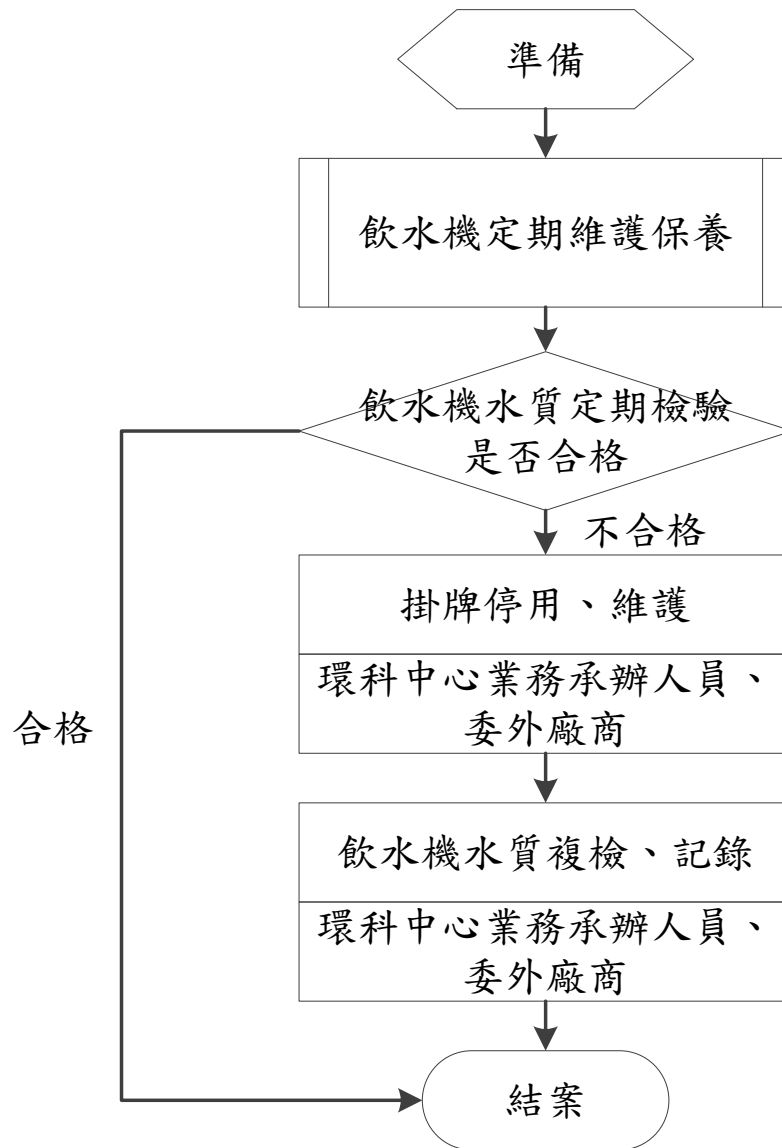 準備
飲水機定期維護保養
飲水機水質定期檢驗
是否合格
不合格
掛牌停用、維護
環科中心業務承辦人員、
委外廠商
合格
飲水機水質複檢、記錄
環科中心業務承辦人員、
委外廠商
結案